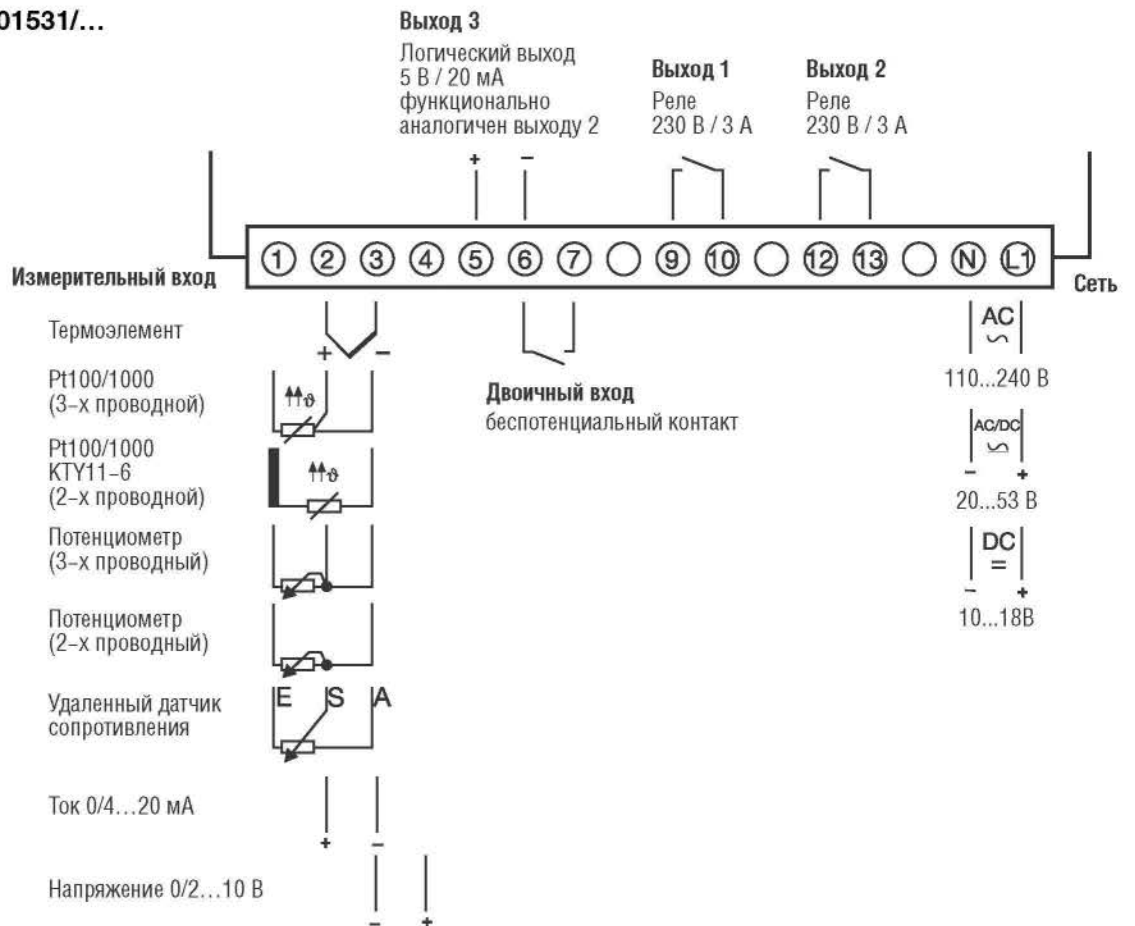 01531/...
Выход 3
Логический выход
5 В / 20 мА
функционально
аналогичен выходу 2
Выход 1
Реле
230 В / 3 А
Выход 2
Реле
230 В / 3 А
+ −
1 2 3 4 5 6 7 9 10 12 13 N L1
Измерительный вход
Сеть
Термоэлемент
+ −
Pt100/1000
(3-х проводной)
ϑ
Pt100/1000
KTY11-6
(2-х проводной)
ϑ
Потенциометр
(3-х проводный)
Потенциометр
(2-х проводный)
Удаленный датчик
сопротивления
E S A
Ток 0/4...20 мА
+ −
Напряжение 0/2...10 В
− +
Двоичный вход
беспотенциальный контакт
AC
110...240 В
AC/DC
− +
20...53 В
DC
=
− +
10...18В